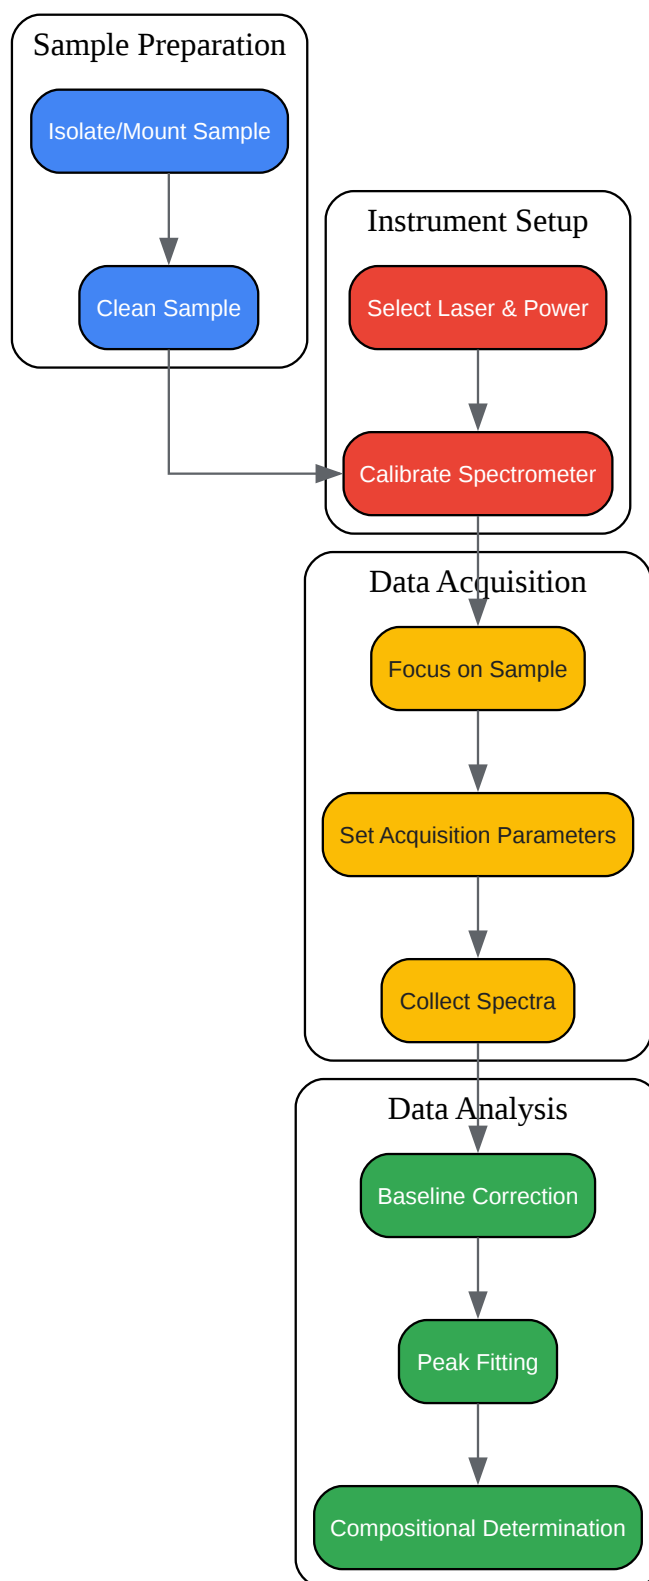 Sample Preparation
Isolate/Mount Sample
Clean Sample
Instrument Setup
Select Laser & Power
Calibrate Spectrometer
Data Acquisition
Focus on Sample
Set Acquisition Parameters
Collect Spectra
Data Analysis
Baseline Correction
Peak Fitting
Compositional Determination